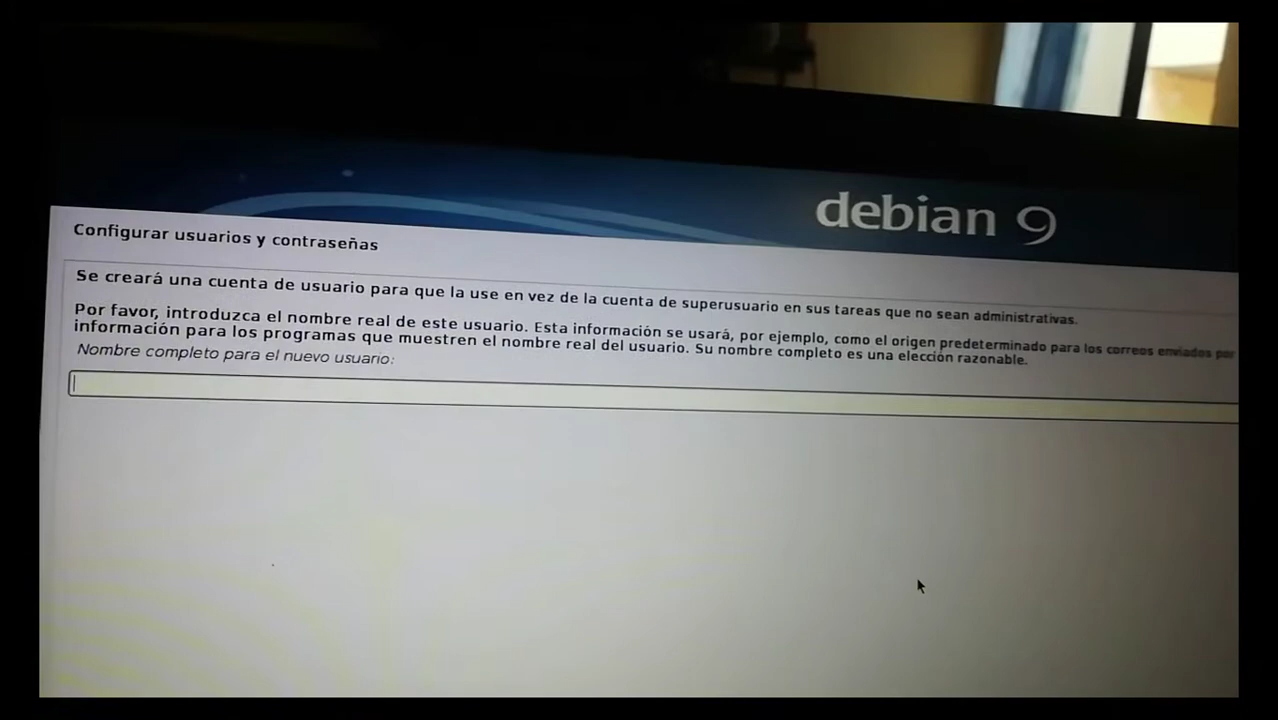 debian 9
Configurar usuarios y contraseñas
Se creará una cuenta de usuario para que la use en vez de la cuenta de superusuario en sus tareas que no sean administrativas.
Por favor, introduzca el nombre real de este usuario. Esta información se usará, por ejemplo, como el origen predeterminado para los correos enviados por
información para los programas que muestren el nombre real del usuario. Su nombre completo es una elección razonable.
Nombre completo para el nuevo usuario: